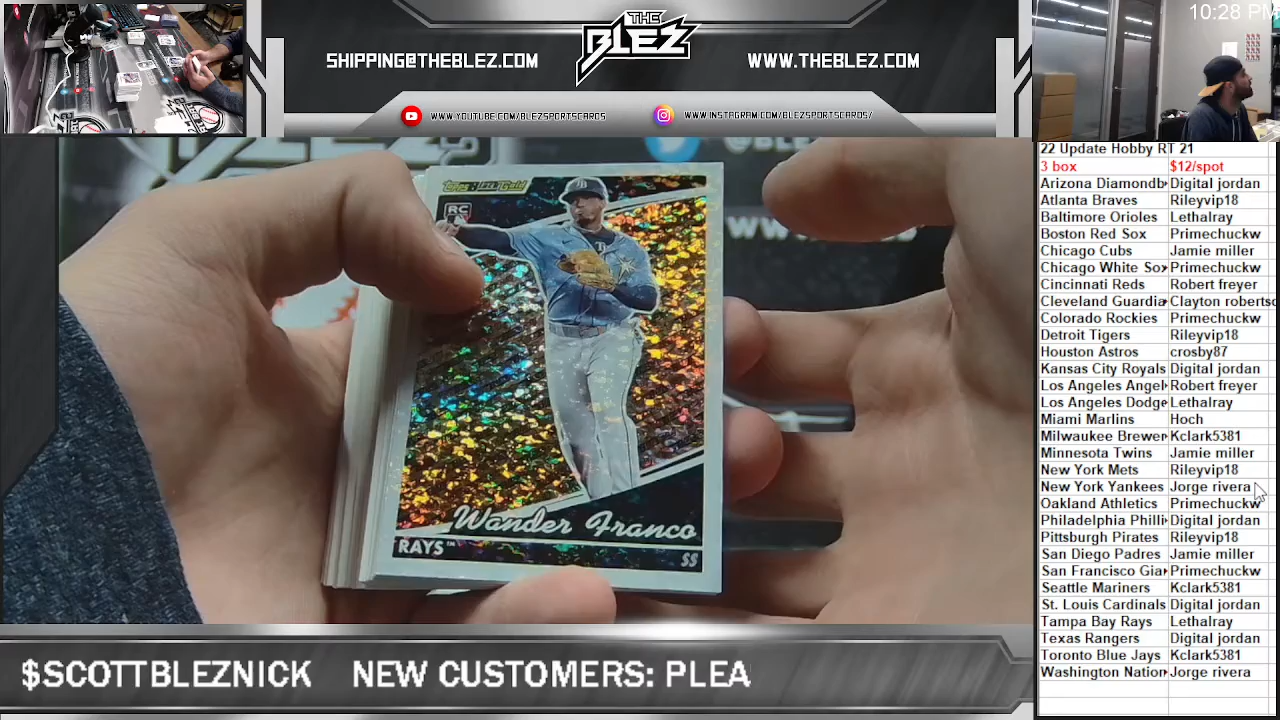 10:28 PM
THE
BLEZ
SHIPPING@THEBLEZ.COM
WWW.THEBLEZ.COM
WWW.YOUTUBE.COM/BLEZSPORTSCARDS
WWW.INSTAGRAM.COM/BLEZSPORTSCARDS/
22 Update Hobby RT 21
3 box $12/spot
Arizona Diamondb Digital jordan
Atlanta Braves Rileyvip18
Baltimore Orioles Lethalray
Boston Red Sox Primechuckw
Chicago Cubs Jamie miller
Chicago White Sox Primechuckw
Cincinnati Reds Robert freyer
Cleveland Guardia Clayton robertso
Colorado Rockies Primechuckw
Detroit Tigers Rileyvip18
Houston Astros crosby87
Kansas City Royals Digital jordan
Los Angeles Angel Robert freyer
Los Angeles Dodge Lethalray
Miami Marlins Hoch
Milwaukee Brewer Kclark5381
Minnesota Twins Jamie miller
New York Mets Rileyvip18
New York Yankees Jorge rivera
Oakland Athletics Primechuckw
Philadelphia Philli Digital jordan
Pittsburgh Pirates Rileyvip18
San Diego Padres Jamie miller
San Francisco Gia Primechuckw
Seattle Mariners Kclark5381
St. Louis Cardinals Digital jordan
Tampa Bay Rays Lethalray
Texas Rangers Digital jordan
Toronto Blue Jays Kclark5381
Washington Nation Jorge rivera
Topps Black Gold
RC
Wander Franco
RAYS™
SS
$SCOTTBLEZNICK NEW CUSTOMERS: PLEA